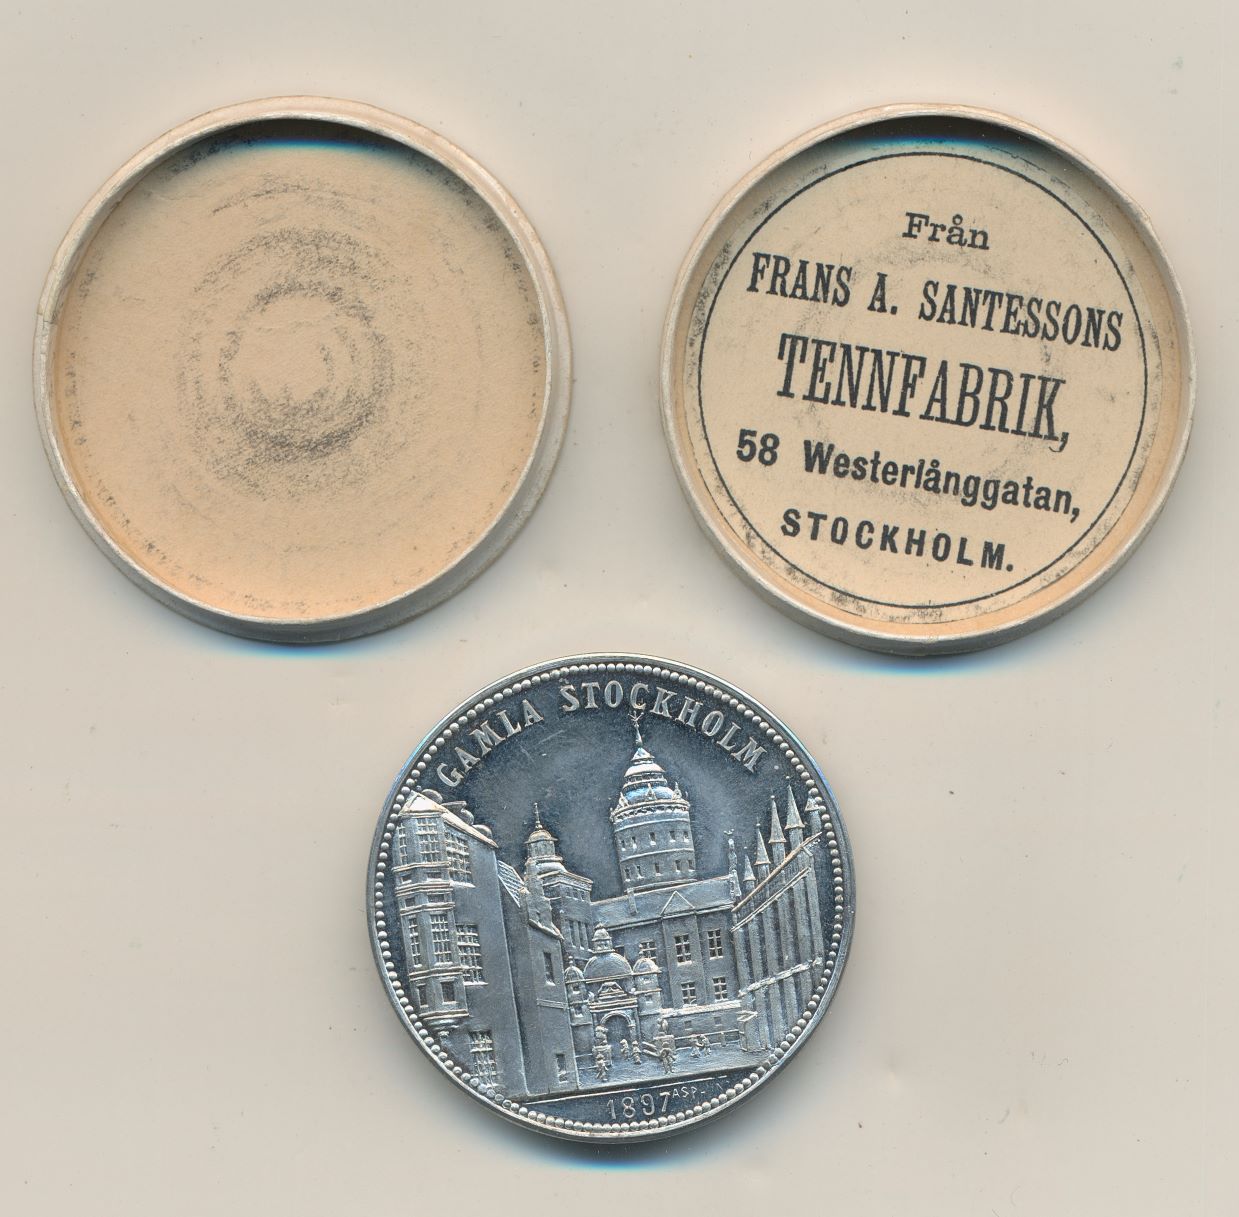 Från
FRANS A. SANTESSONS
TENNFABRIK,
58 Westerlånggatan,
STOCKHOLM.
GAMLA STOCKHOLM
1897